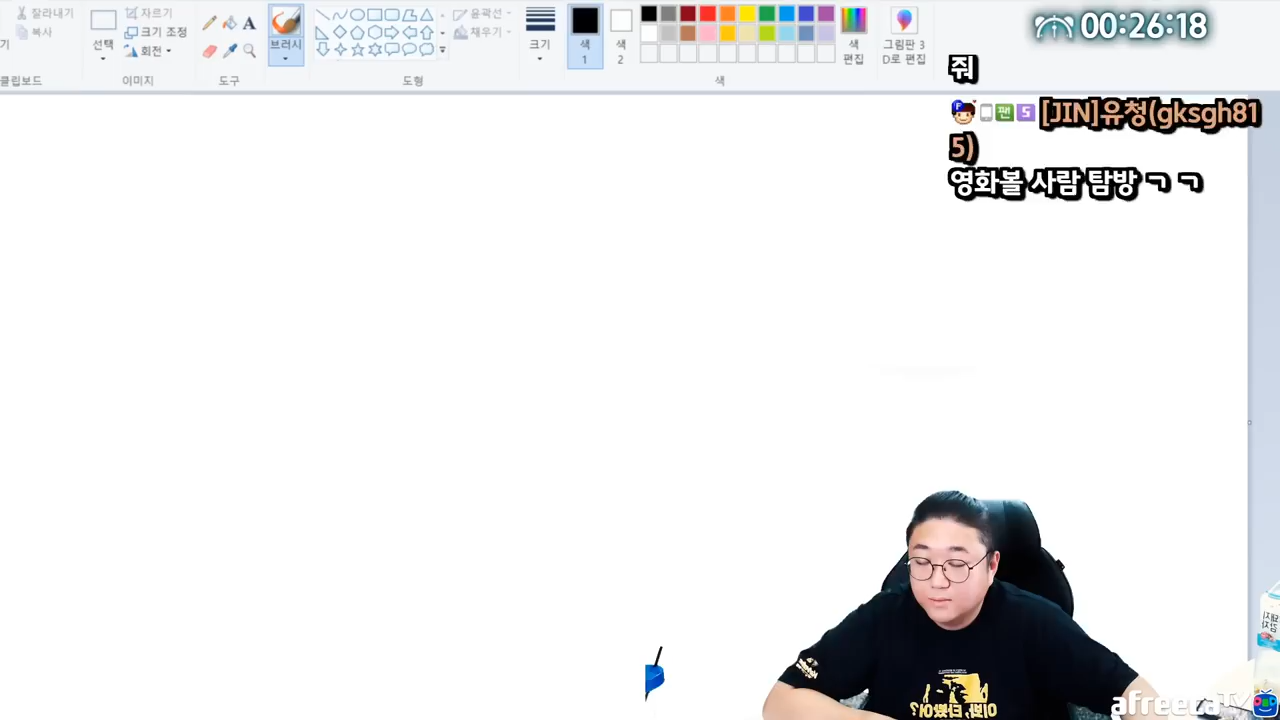 잘라내기
복사
기
클립보드
선택
자르기
크기 조정
회전
이미지
A
도구
브러시
도형
윤곽선
채우기
크기
색
1
색
2
색
색
편집
그림판 3
D로 편집
00:26:18
줘
F 팬 S [JIN]유청(gksgh81
5)
영화볼 사람 탐방 ㄱ ㄱ
afreecaTV